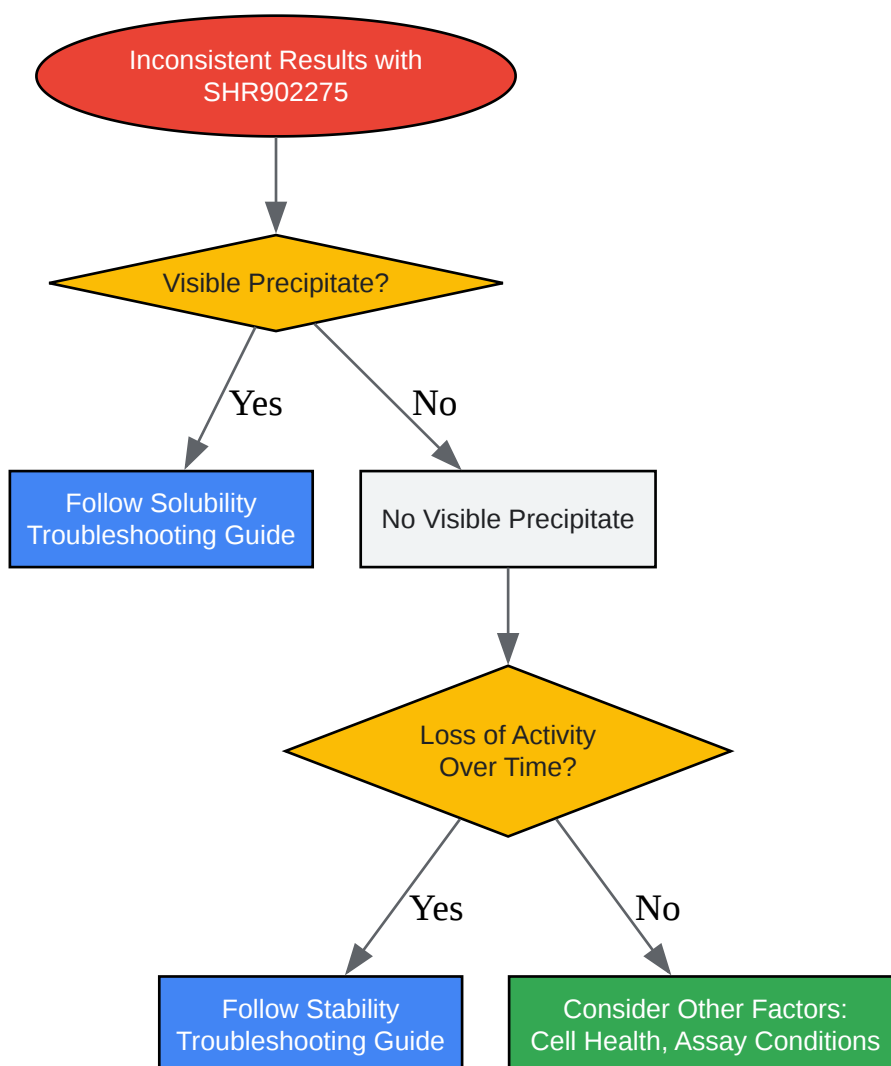 Inconsistent Results with
SHR902275
Visible Precipitate?
Yes
No
Follow Solubility
Troubleshooting Guide
No Visible Precipitate
Loss of Activity
Over Time?
Yes
No
Follow Stability
Troubleshooting Guide
Consider Other Factors:
Cell Health, Assay Conditions